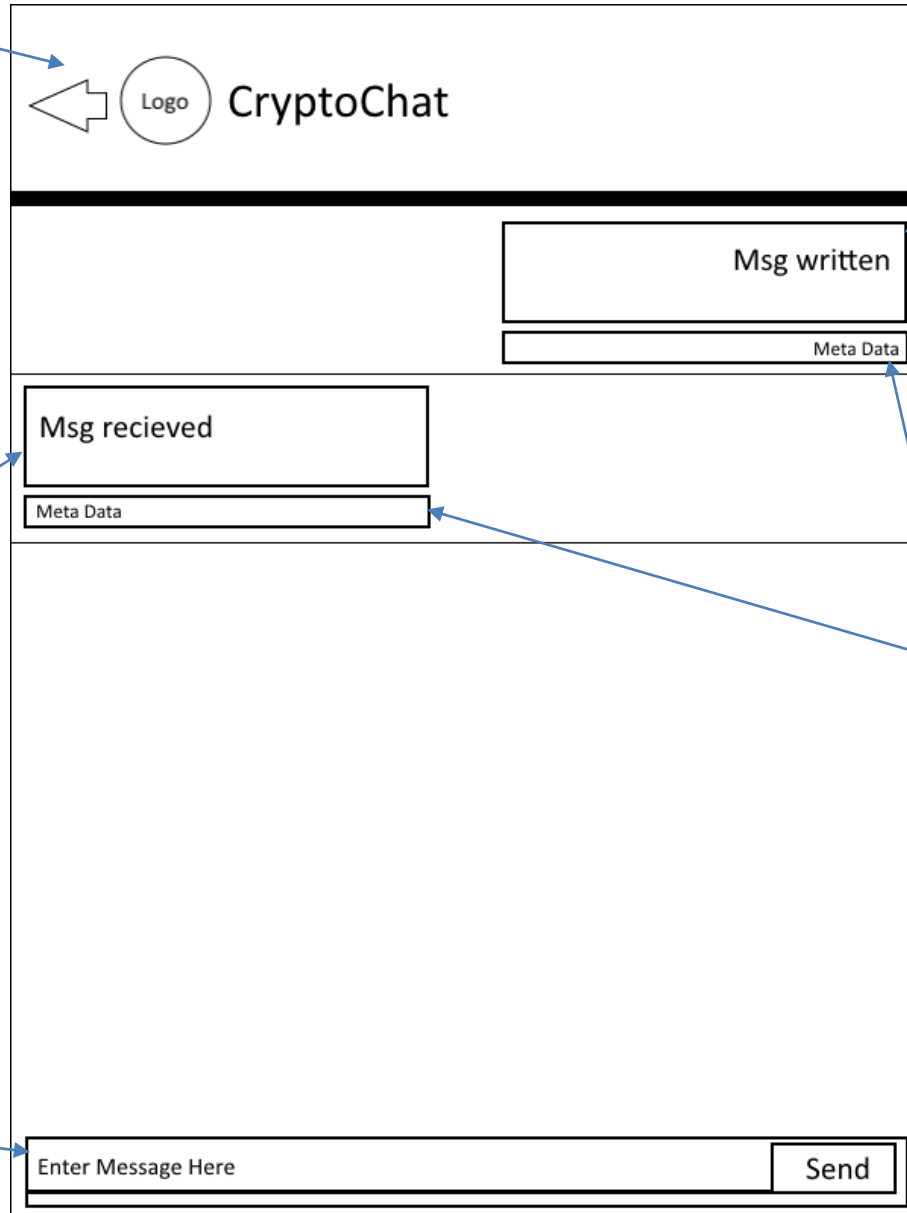 Logo
CryptoChat
Msg written
Meta Data
Msg recieved
Meta Data
Enter Message Here
Send